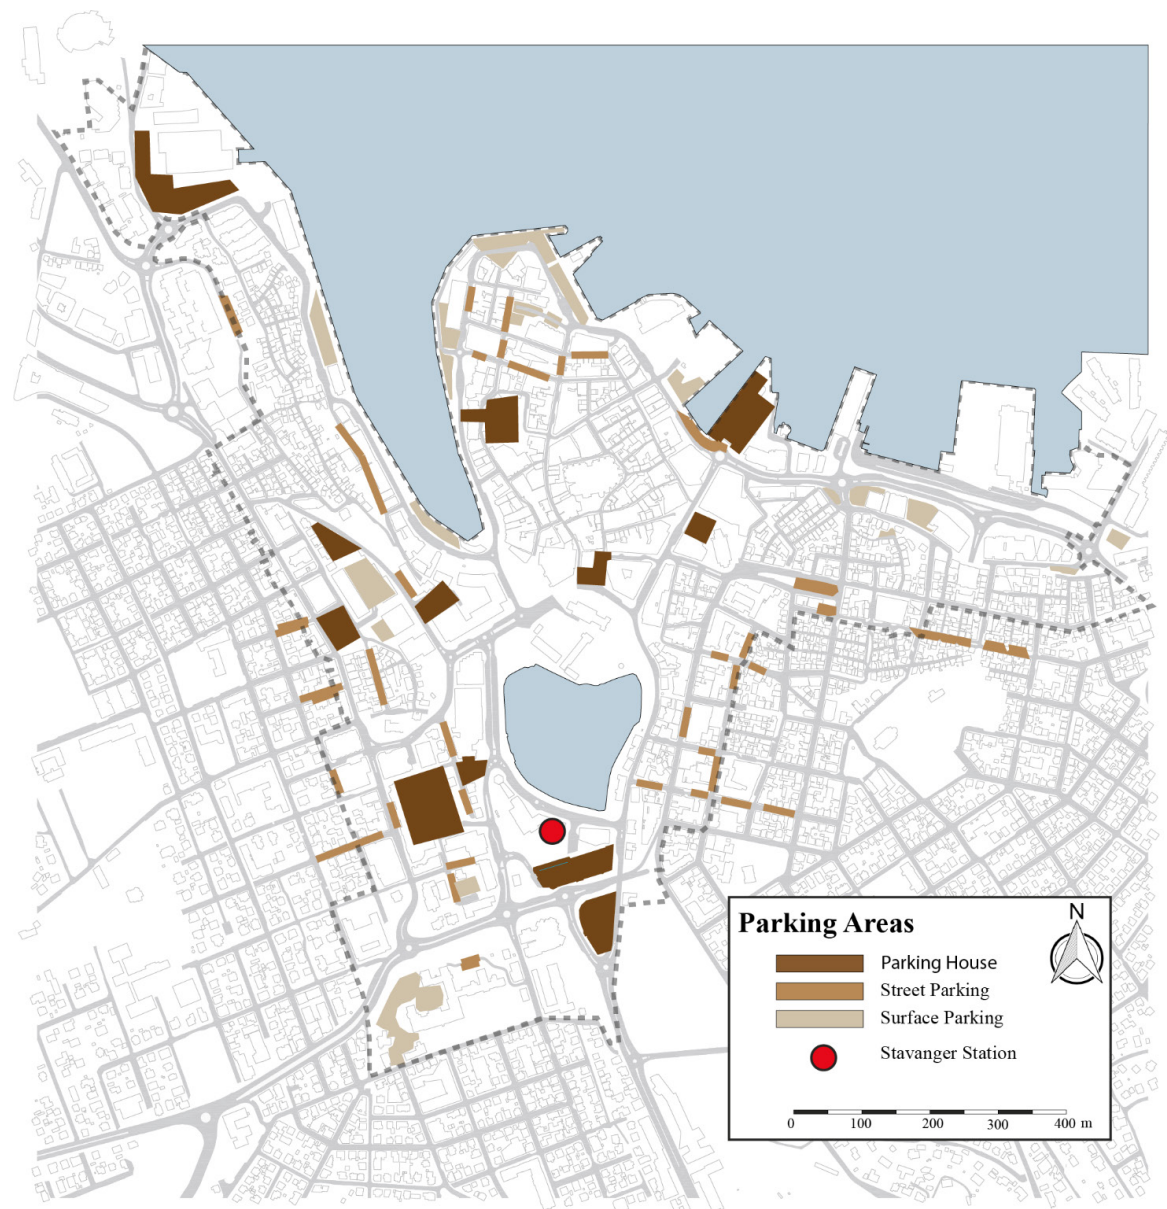 Parking Areas
N
Parking House
Street Parking
Surface Parking
Stavanger Station
0 100 200 300 400 m